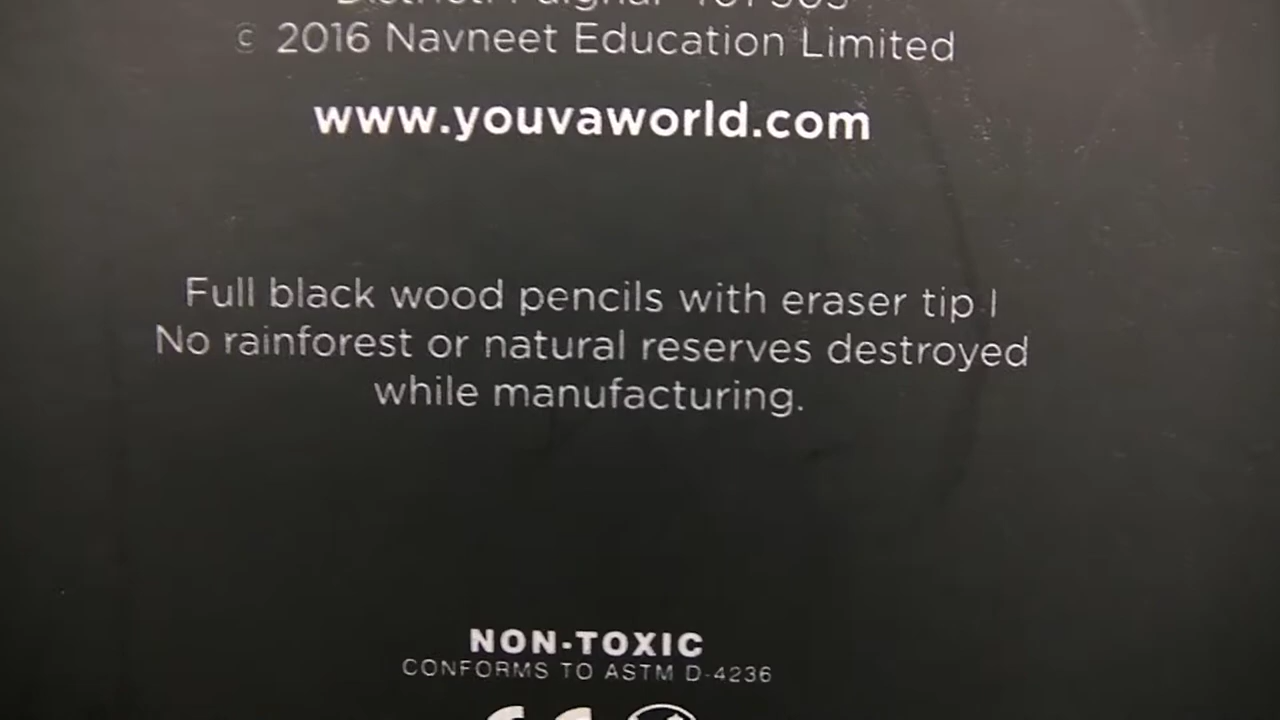 © 2016 Navneet Education Limited
www.youvaworld.com
Full black wood pencils with eraser tip |
No rainforest or natural reserves destroyed
while manufacturing.
NON-TOXIC
CONFORMS TO ASTM D-4236